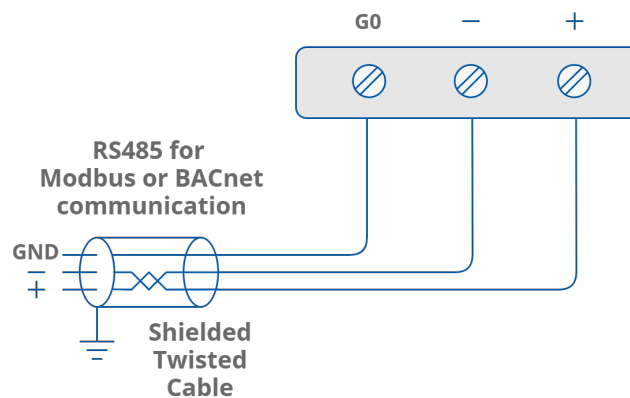 G0 − +
RS485 for
Modbus or BACnet
communication
GND
−
+
Shielded
Twisted
Cable